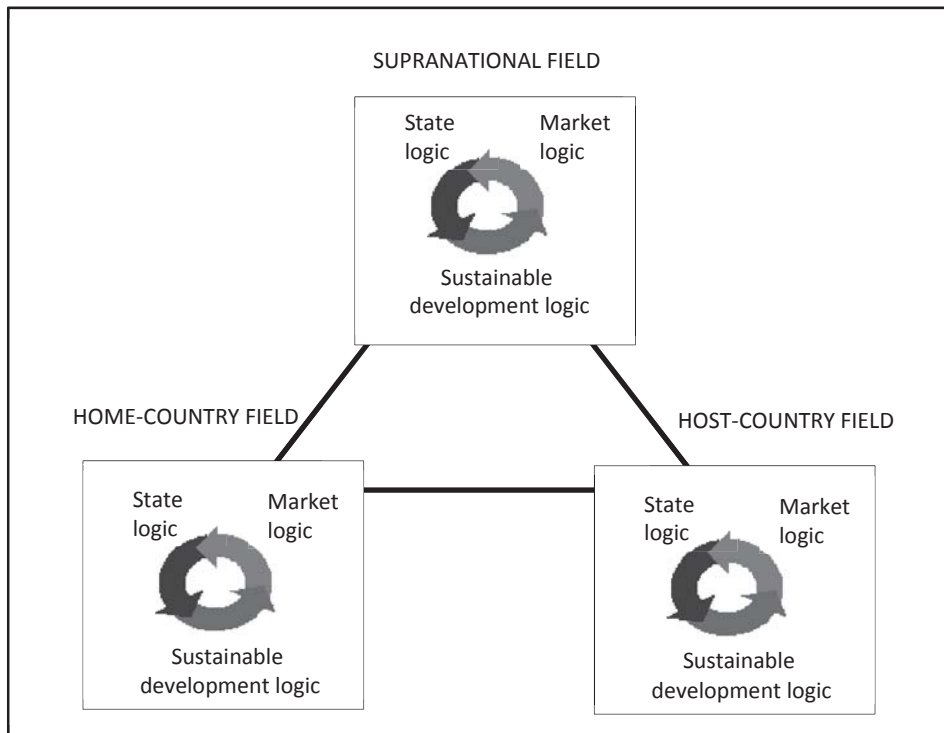 SUPRANATIONAL FIELD
State
logic
Market
logic
Sustainable
development logic
HOME-COUNTRY FIELD
State
logic
Market
logic
Sustainable
development logic
HOST-COUNTRY FIELD
State
logic
Market
logic
Sustainable
development logic